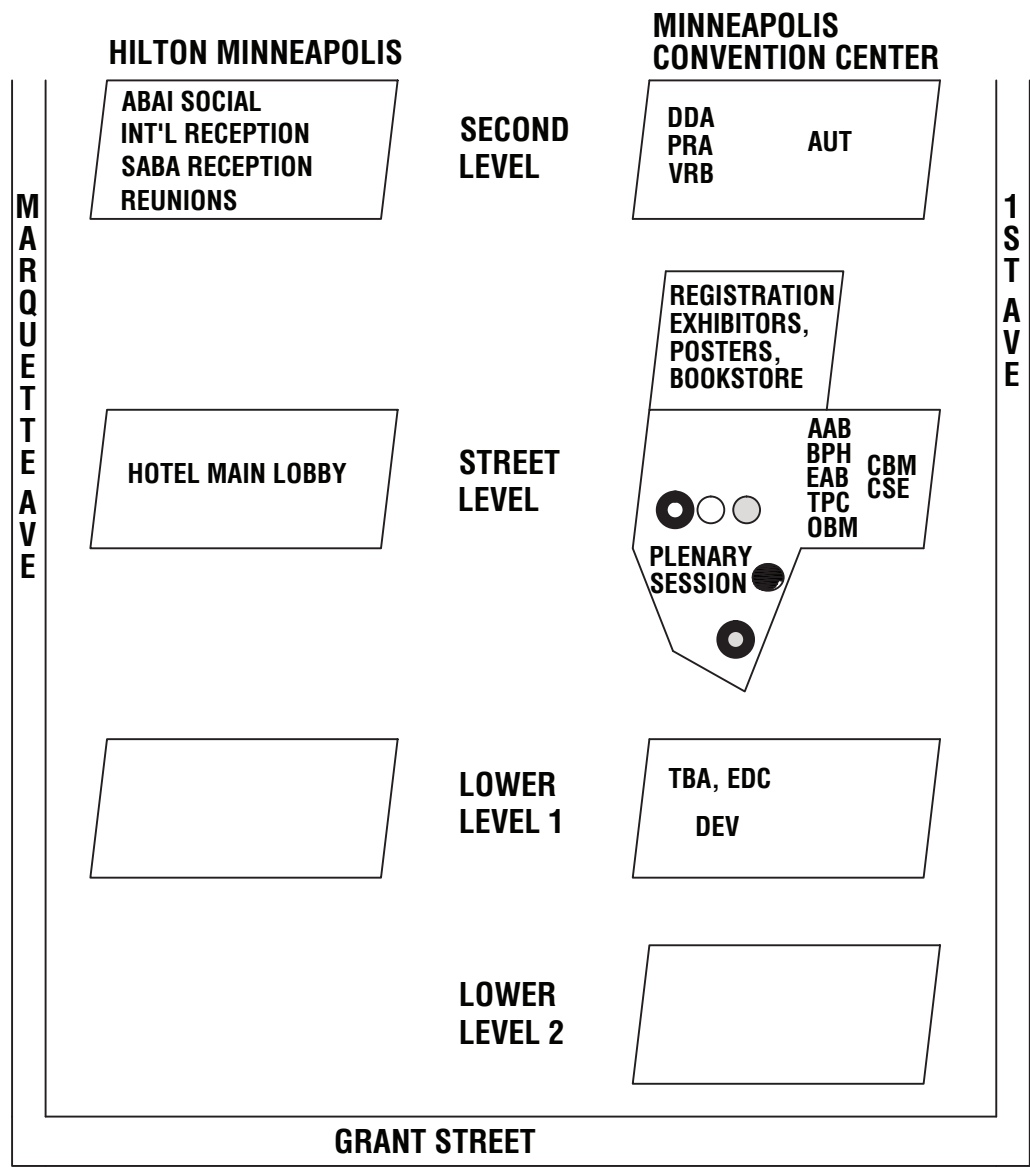 HILTON MINNEAPOLIS
MINNEAPOLIS
CONVENTION CENTER
ABAI SOCIAL
INT'L RECEPTION
SABA RECEPTION
REUNIONS
SECOND
LEVEL
DDA
PRA
VRB
AUT
MARQUETTE AVE
1ST AVE
REGISTRATION
EXHIBITORS,
POSTERS,
BOOKSTORE
HOTEL MAIN LOBBY
STREET
LEVEL
AAB
BPH
EAB
TPC
OBM
CBM
CSE
PLENARY
SESSION
LOWER
LEVEL 1
TBA, EDC
DEV
LOWER
LEVEL 2
GRANT STREET